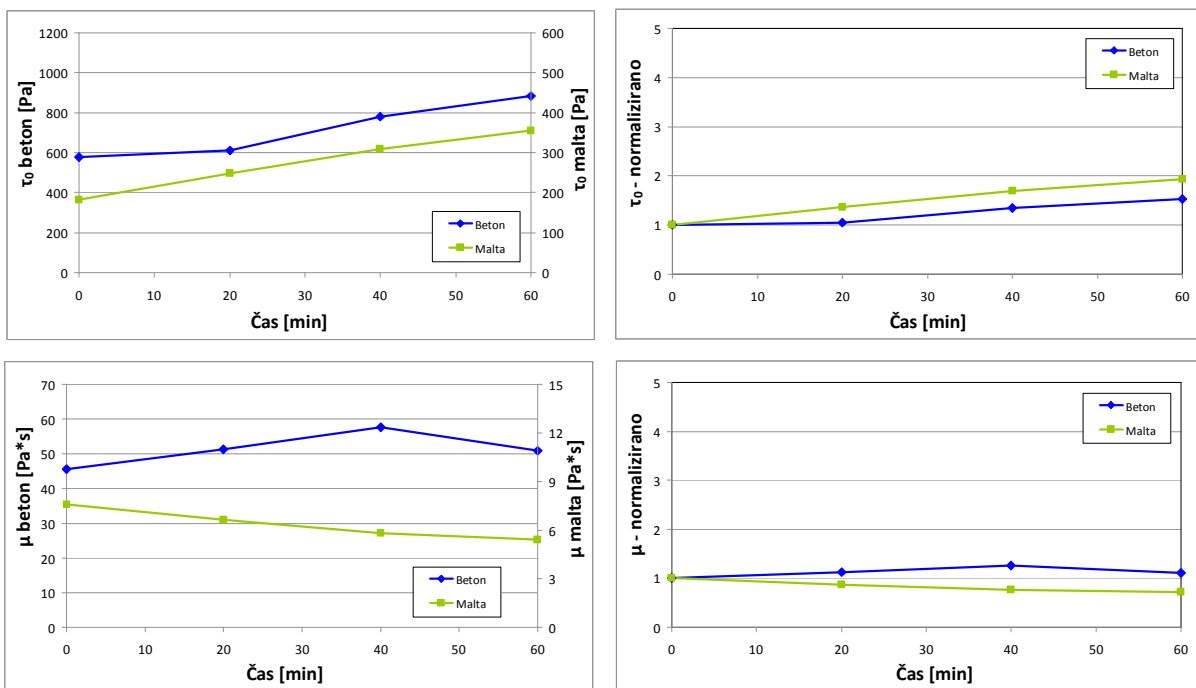 τ₀ beton [Pa]
1200
1000
800
600
400
200
0
600
500
400
300
200
100
0
τ₀ malta [Pa]
Beton
Malta
0 10 20 30 40 50 60
Čas [min]
τ₀ - normalizirano
5
4
3
2
1
0
Beton
Malta
0 10 20 30 40 50 60
Čas [min]
μ beton [Pa*s]
70
60
50
40
30
20
10
0
15
12
9
6
3
0
μ malta [Pa*s]
Beton
Malta
0 10 20 30 40 50 60
Čas [min]
μ - normalizirano
5
4
3
2
1
0
Beton
Malta
0 10 20 30 40 50 60
Čas [min]